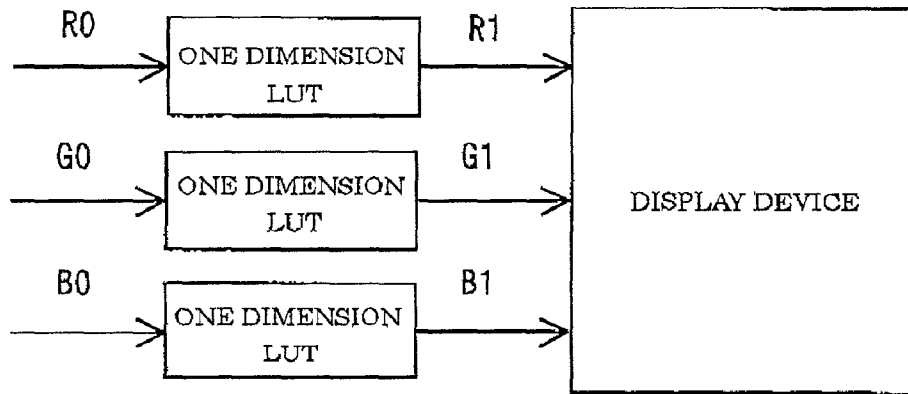 R0
R1
ONE DIMENSION
LUT
G0
G1
ONE DIMENSION
LUT
DISPLAY DEVICE
B0
B1
ONE DIMENSION
LUT